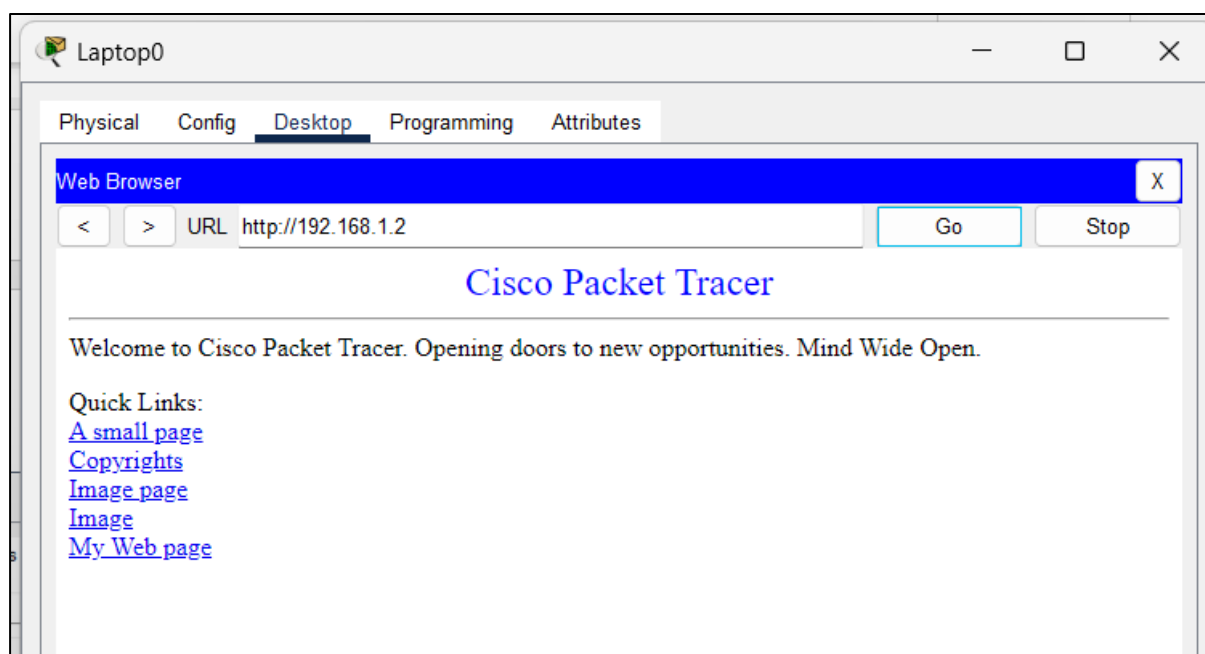 Laptop0
Physical Config Desktop Programming Attributes
Web Browser X
< > URL http://192.168.1.2 Go Stop
Cisco Packet Tracer
Welcome to Cisco Packet Tracer. Opening doors to new opportunities. Mind Wide Open.
Quick Links:
A small page
Copyrights
Image page
Image
My Web page
s